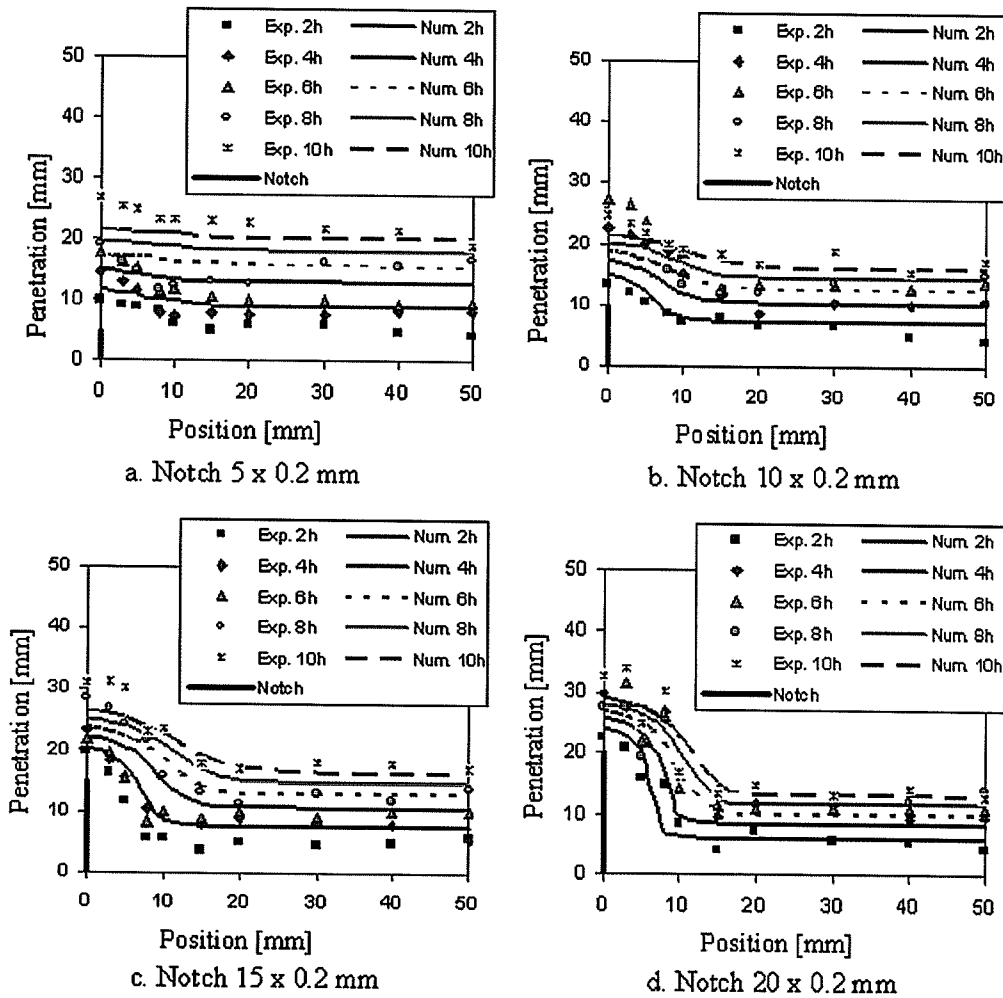 Exp. 2h Num. 2h
Exp. 4h Num. 4h
Exp. 6h Num. 6h
Exp. 8h Num. 8h
Exp. 10h Num. 10h
Notch
50
40
30
20
10
0
Penetration [mm]
0 10 20 30 40 50
Position [mm]
a. Notch 5 x 0.2 mm
Exp. 2h Num. 2h
Exp. 4h Num. 4h
Exp. 6h Num. 6h
Exp. 8h Num. 8h
Exp. 10h Num. 10h
Notch
50
40
30
20
10
0
Penetration [mm]
0 10 20 30 40 50
Position [mm]
b. Notch 10 x 0.2 mm
Exp. 2h Num. 2h
Exp. 4h Num. 4h
Exp. 6h Num. 6h
Exp. 8h Num. 8h
Exp. 10h Num. 10h
Notch
50
40
30
20
10
0
Penetration [mm]
0 10 20 30 40 50
Position [mm]
c. Notch 15 x 0.2 mm
Exp. 2h Num. 2h
Exp. 4h Num. 4h
Exp. 6h Num. 6h
Exp. 8h Num. 8h
Exp. 10h Num. 10h
Notch
50
40
30
20
10
0
Penetration [mm]
0 10 20 30 40 50
Position [mm]
d. Notch 20 x 0.2 mm